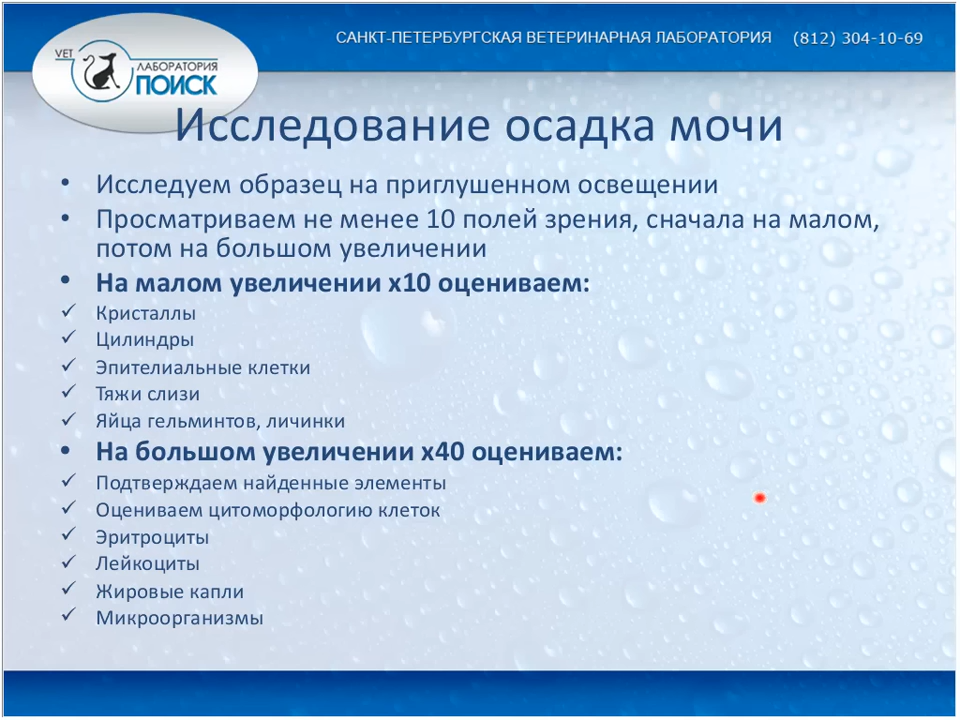 САНКТ-ПЕТЕРБУРГСКАЯ ВЕТЕРИНАРНАЯ ЛАБОРАТОРИЯ (812) 304-10-69
VET
ЛАБОРАТОРИЯ
ПОИСК
Исследование осадка мочи
• Исследуем образец на приглушенном освещении
• Просматриваем не менее 10 полей зрения, сначала на малом,
потом на большом увеличении
• На малом увеличении х10 оцениваем:
✓ Кристаллы
✓ Цилиндры
✓ Эпителиальные клетки
✓ Тяжи слизи
✓ Яйца гельминтов, личинки
• На большом увеличении х40 оцениваем:
✓ Подтверждаем найденные элементы
✓ Оцениваем цитоморфологию клеток
✓ Эритроциты
✓ Лейкоциты
✓ Жировые капли
✓ Микроорганизмы